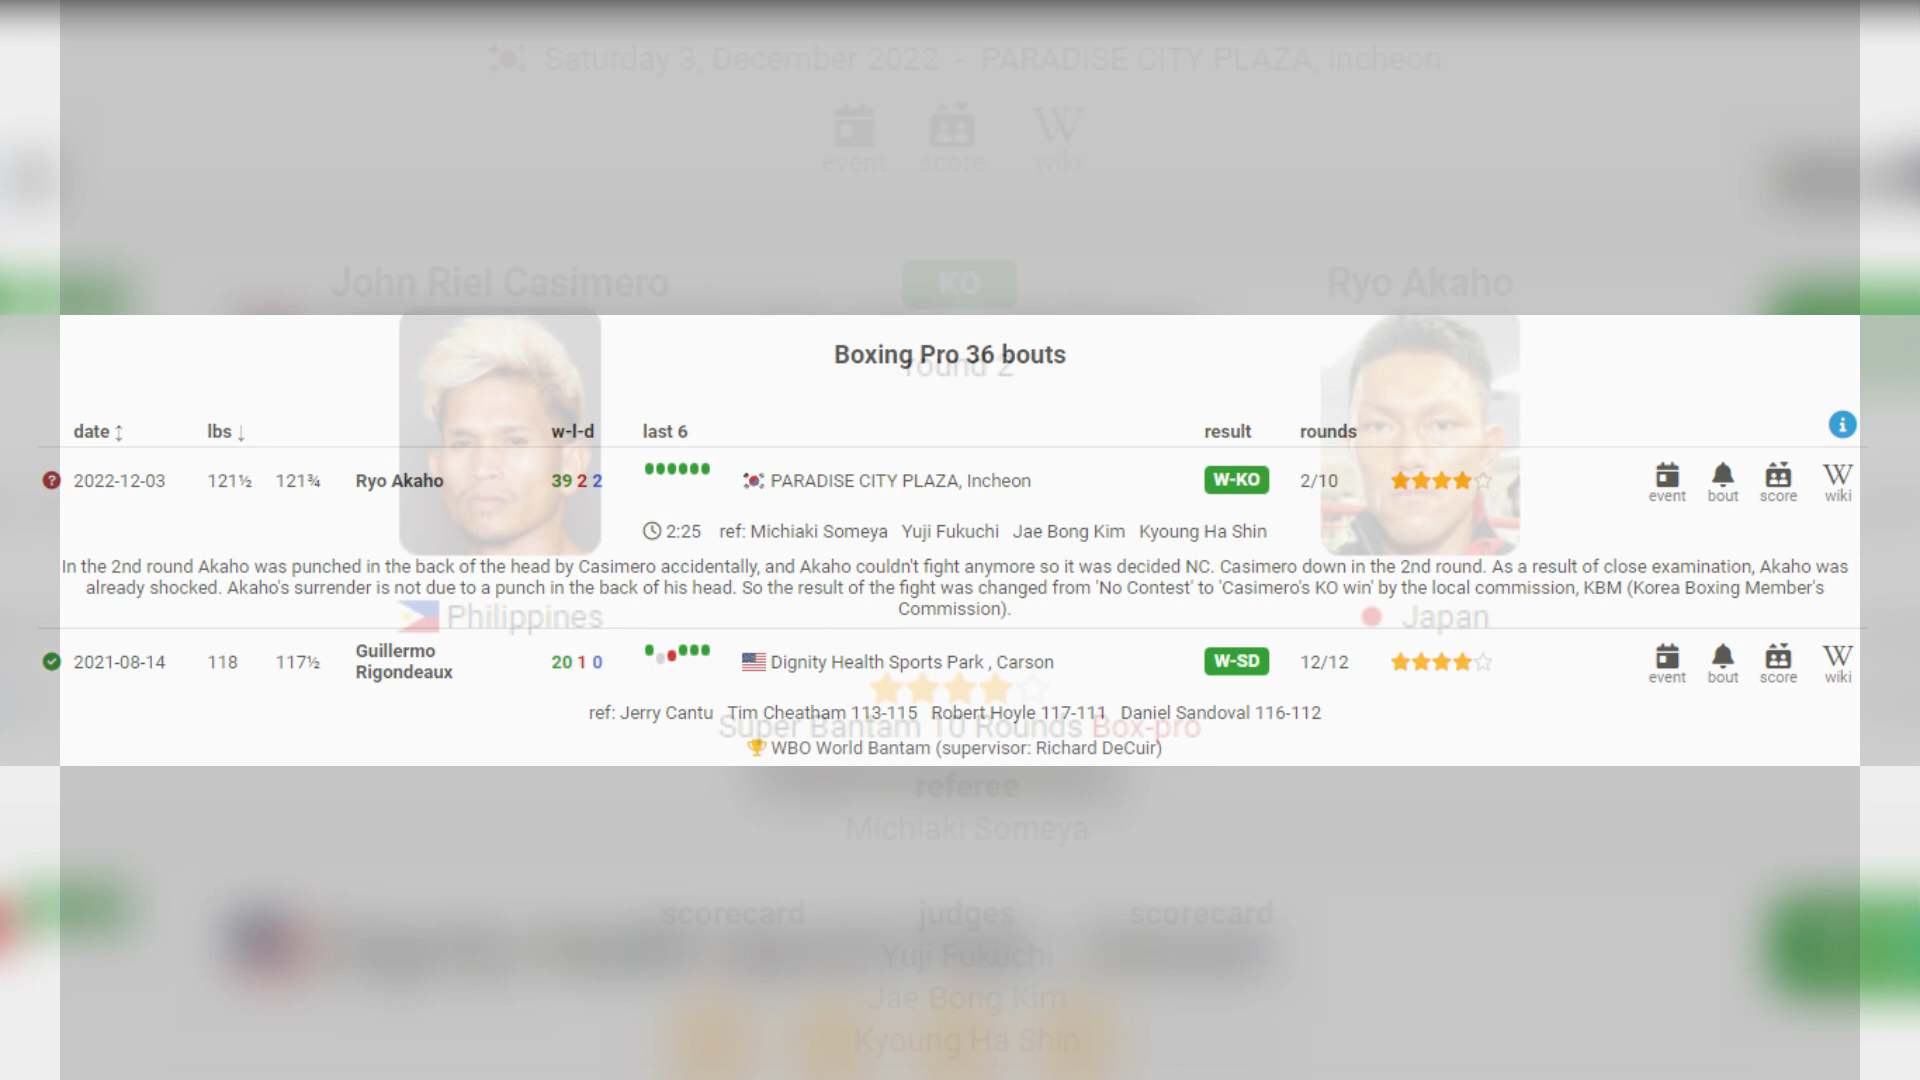 Saturday 3, December 2022 - PARADISE CITY PLAZA, Incheon
event score wiki
John Riel Casimero KO Ryo Akaho
Boxing Pro 36 bouts
round 2
date lbs w-l-d last 6 result rounds
2022-12-03 121½ 121¾ Ryo Akaho 39 2 2 PARADISE CITY PLAZA, Incheon W-KO 2/10 event bout score wiki
2:25 ref: Michiaki Someya Yuji Fukuchi Jae Bong Kim Kyoung Ha Shin
In the 2nd round Akaho was punched in the back of the head by Casimero accidentally, and Akaho couldn't fight anymore so it was decided NC. Casimero down in the 2nd round. As a result of close examination, Akaho was
already shocked. Akaho's surrender is not due to a punch in the back of his head. So the result of the fight was changed from 'No Contest' to 'Casimero's KO win' by the local commission, KBM (Korea Boxing Member's
Commission).
Philippines Japan
2021-08-14 118 117½ Guillermo Rigondeaux 20 1 0 Dignity Health Sports Park , Carson W-SD 12/12 event bout score wiki
ref: Jerry Cantu Tim Cheatham 113-115 Robert Hoyle 117-111 Daniel Sandoval 116-112
Super Bantam 10 Rounds Box-pro
WBO World Bantam (supervisor: Richard DeCuir)
referee
Michiaki Someya
scorecard judges scorecard
Yuji Fukuchi
Jae Bong Kim
Kyoung Ha Shin